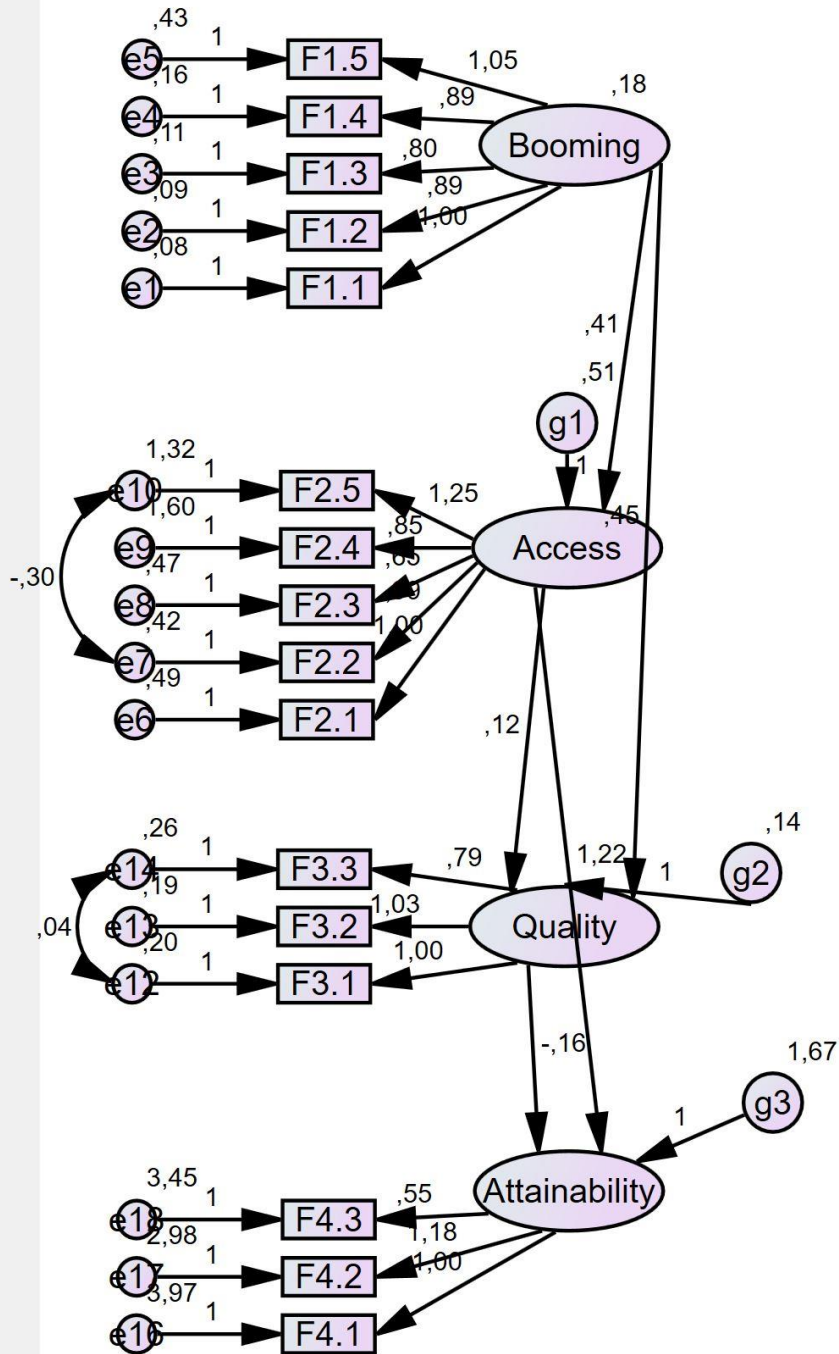 ,43
e5 1 F1.5 1,05 ,18
,16
e4 1 F1.4 ,89 Booming
,11
e3 1 F1.3 ,80
,09
e2 1 F1.2 ,89
,08 1,00
e1 1 F1.1
,41
,51
g1
1,32 1
e10 1 F2.5 1,25 ,45
1,60
e9 1 F2.4 ,85 Access
,47
e8 1 F2.3
-,30 ,42
e7 1 F2.2 1,00
,49
e6 1 F2.1
,12
,26 ,14
e14 1 F3.3 ,79 1,22 1 g2
,19
,04 e13 1 F3.2 1,03 Quality
,20
e12 1 F3.1 1,00
-,16
1,67
1 g3
3,45
e18 1 F4.3 ,55 Attainability
2,98
e17 1 F4.2 1,18
3,97 1,00
e16 1 F4.1